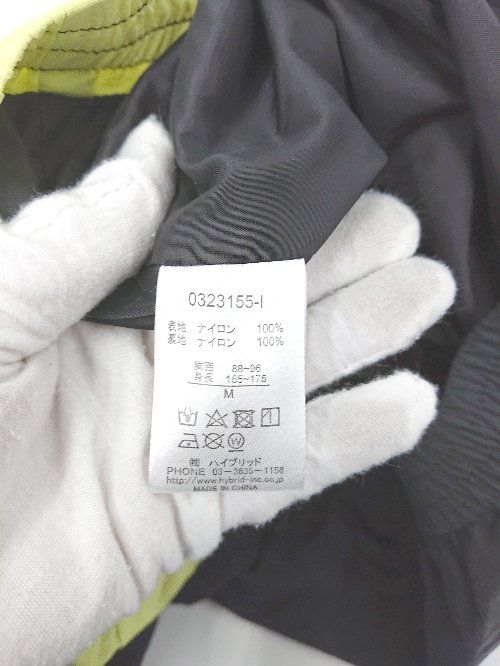 0323155-I
表地 ナイロン 100%
裏地 ナイロン 100%
胸囲 88-96
身長 165-175
M
㈱ ハイブリッド
PHONE 03-3635-1158
http://www.hybrid-inc.co.jp
MADE IN CHINA